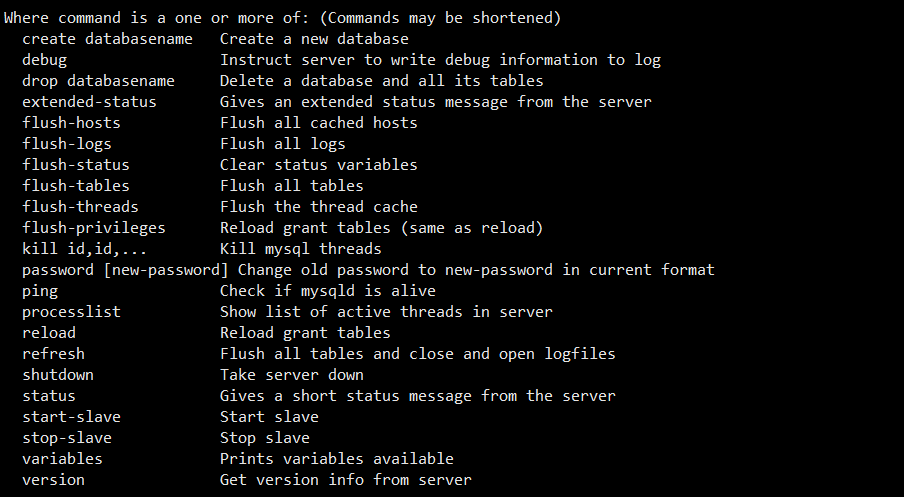 Where command is a one or more of: (Commands may be shortened)
  create databasename   Create a new database
  debug                 Instruct server to write debug information to log
  drop databasename     Delete a database and all its tables
  extended-status       Gives an extended status message from the server
  flush-hosts           Flush all cached hosts
  flush-logs            Flush all logs
  flush-status          Clear status variables
  flush-tables          Flush all tables
  flush-threads         Flush the thread cache
  flush-privileges      Reload grant tables (same as reload)
  kill id,id,...        Kill mysql threads
  password [new-password] Change old password to new-password in current format
  ping                  Check if mysqld is alive
  processlist           Show list of active threads in server
  reload                Reload grant tables
  refresh               Flush all tables and close and open logfiles
  shutdown              Take server down
  status                Gives a short status message from the server
  start-slave           Start slave
  stop-slave            Stop slave
  variables             Prints variables available
  version               Get version info from server